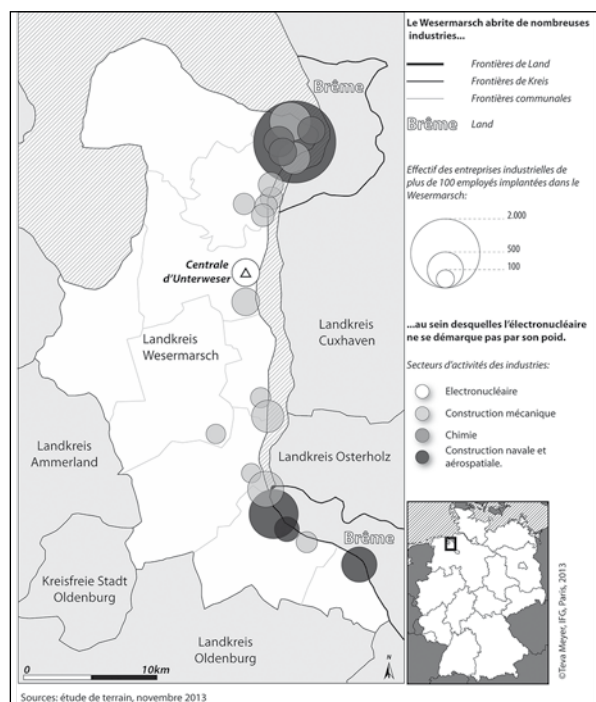 Le Wesermarsch abrite de nombreuses
industries...
Frontières de Land
Frontières de Kreis
Frontières communales
Brême Land
Effectif des entreprises industrielles de
plus de 100 employés implantées dans le
Wesermarsch:
2.000
500
100
...au sein desquelles l'électronucléaire
ne se démarque pas par son poid.
Secteurs d'activités des industries:
Electronucléaire
Construction mécanique
Chimie
Construction navale et
aérospatiale.
Brême
Centrale
d'Unterweser
Landkreis
Cuxhaven
Landkreis
Wesermarsch
Landkreis
Ammerland
Landkreis Osterholz
Brême
Kreisfreie Stadt
Oldenburg
Landkreis
Oldenburg
0 10km
N
©Teva Meyer, IFG, Paris, 2013
Sources: étude de terrain, novembre 2013